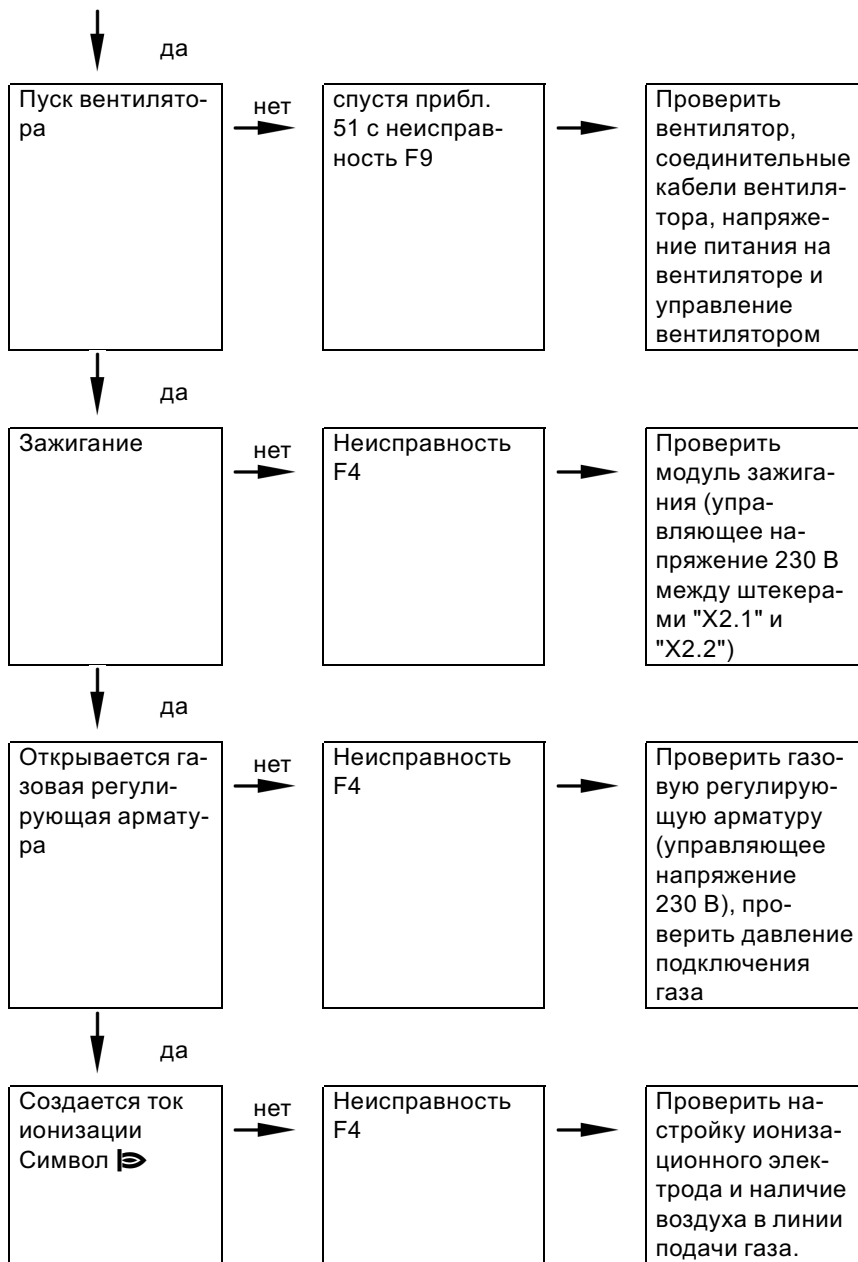 да
Пуск вентилято-
ра
нет
спустя прибл.
51 с неисправ-
ность F9
Проверить
вентилятор,
соединительные
кабели вентиля-
тора, напряже-
ние питания на
вентиляторе и
управление
вентилятором
да
Зажигание
нет
Неисправность
F4
Проверить
модуль зажига-
ния (упра-
вляющее на-
пряжение 230 В
между штекера-
ми "X2.1" и
"X2.2")
да
Открывается га-
зовая регули-
рующая армату-
ра
нет
Неисправность
F4
Проверить газо-
вую регулирую-
щую арматуру
(управляющее
напряжение
230 В), про-
верить давление
подключения
газа
да
Создается ток
ионизации
Символ
нет
Неисправность
F4
Проверить на-
стройку иониза-
ционного элек-
трода и наличие
воздуха в линии
подачи газа.